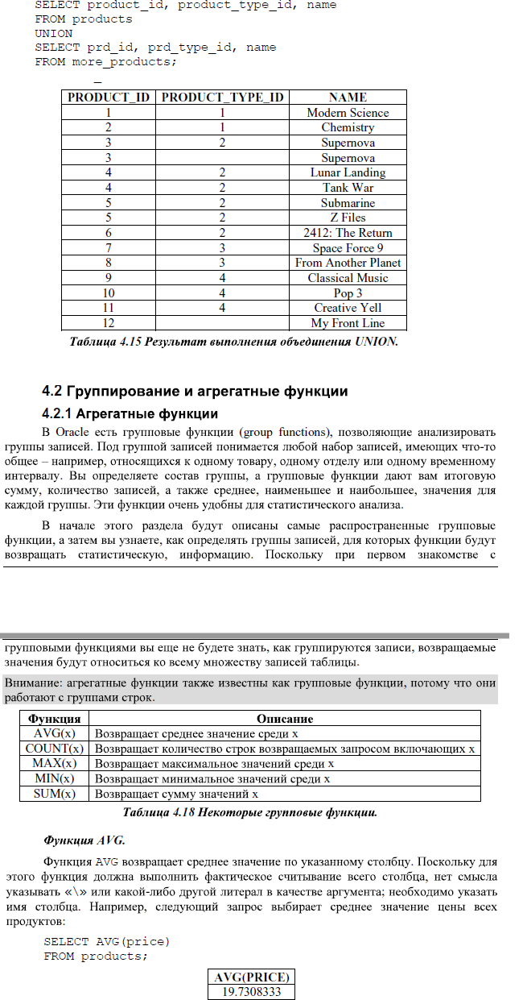 SELECT product_id, product_type_id, name
FROM products
UNION
SELECT prd_id, prd_type_id, name
FROM more_products;
PRODUCT_ID PRODUCT_TYPE_ID NAME
1 1 Modern Science
2 1 Chemistry
3 2 Supernova
3 Supernova
4 2 Lunar Landing
4 2 Tank War
5 2 Submarine
5 2 Z Files
6 2 2412: The Return
7 3 Space Force 9
8 3 From Another Planet
9 4 Classical Music
10 4 Pop 3
11 4 Creative Yell
12 My Front Line
Таблица 4.15 Результат выполнения объединения UNION.
4.2 Группирование и агрегатные функции
4.2.1 Агрегатные функции
В Oracle есть групповые функции (group functions), позволяющие анализировать
группы записей. Под группой записей понимается любой набор записей, имеющих что-то
общее – например, относящихся к одному товару, одному отделу или одному временному
интервалу. Вы определяете состав группы, а групповые функции дают вам итоговую
сумму, количество записей, а также среднее, наименьшее и наибольшее, значения для
каждой группы. Эти функции очень удобны для статистического анализа.
В начале этого раздела будут описаны самые распространенные групповые
функции, а затем вы узнаете, как определять группы записей, для которых функции будут
возвращать статистическую, информацию. Поскольку при первом знакомстве с
групповыми функциями вы еще не будете знать, как группируются записи, возвращаемые
значения будут относиться ко всему множеству записей таблицы.
Внимание: агрегатные функции также известны как групповые функции, потому что они
работают с группами строк.
Функция Описание
AVG(x) Возвращает среднее значение среди x
COUNT(x) Возвращает количество строк возвращаемых запросом включающих x
MAX(x) Возвращает максимальное значений среди x
MIN(x) Возвращает минимальное значений среди x
SUM(x) Возвращает сумму значений x
Таблица 4.18 Некоторые групповые функции.
Функция AVG.
Функция AVG возвращает среднее значение по указанному столбцу. Поскольку для
этого функция должна выполнить фактическое считывание всего столбца, нет смысла
указывать «\» или какой-либо другой литерал в качестве аргумента; необходимо указать
имя столбца. Например, следующий запрос выбирает среднее значение цены всех
продуктов:
SELECT AVG(price)
FROM products;
AVG(PRICE)
19.7308333